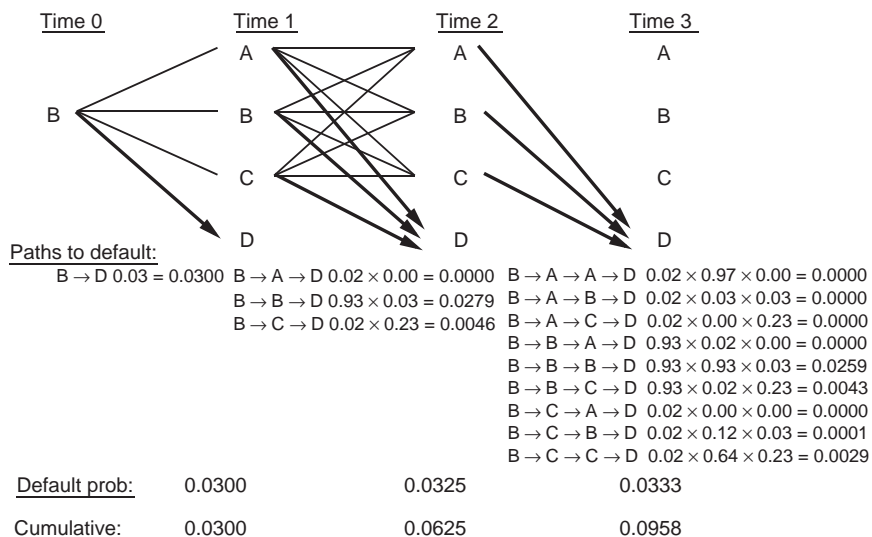 Time 0 Time 1 Time 2 Time 3
A A A
B B B B
C C C
D D D
Paths to default:
B → D 0.03 = 0.0300 B → A → D 0.02 × 0.00 = 0.0000 B → A → A → D 0.02 × 0.97 × 0.00 = 0.0000
B → B → D 0.93 × 0.03 = 0.0279 B → A → B → D 0.02 × 0.03 × 0.03 = 0.0000
B → C → D 0.02 × 0.23 = 0.0046 B → A → C → D 0.02 × 0.00 × 0.23 = 0.0000
B → B → A → D 0.93 × 0.02 × 0.00 = 0.0000
B → B → B → D 0.93 × 0.93 × 0.03 = 0.0259
B → B → C → D 0.93 × 0.02 × 0.23 = 0.0043
B → C → A → D 0.02 × 0.00 × 0.00 = 0.0000
B → C → B → D 0.02 × 0.12 × 0.03 = 0.0001
B → C → C → D 0.02 × 0.64 × 0.23 = 0.0029
Default prob: 0.0300 0.0325 0.0333
Cumulative: 0.0300 0.0625 0.0958